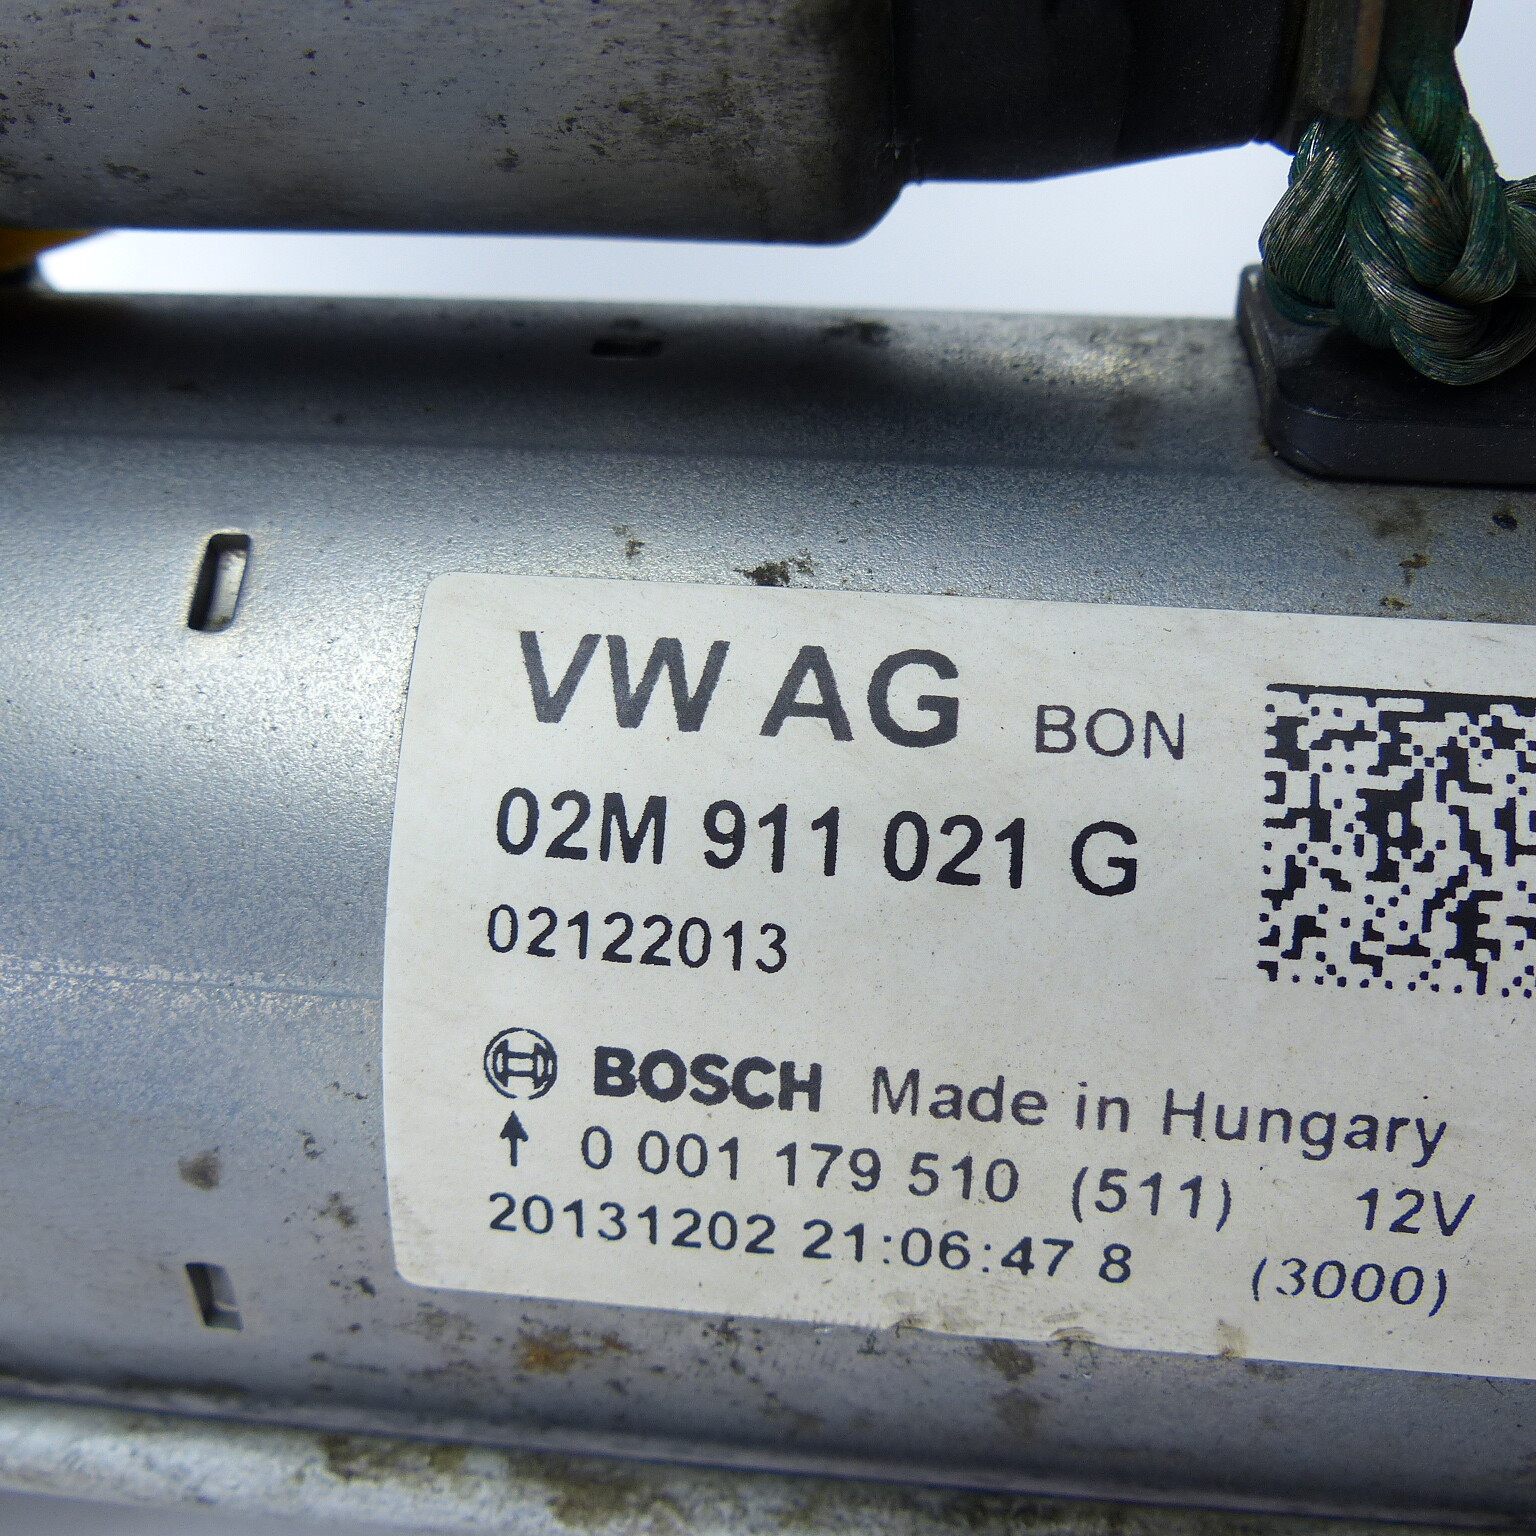 VW AG BON
02M 911 021 G
02122013
BOSCH Made in Hungary
0 001 179 510 (511) 12V
20131202 21:06:47 8 (3000)